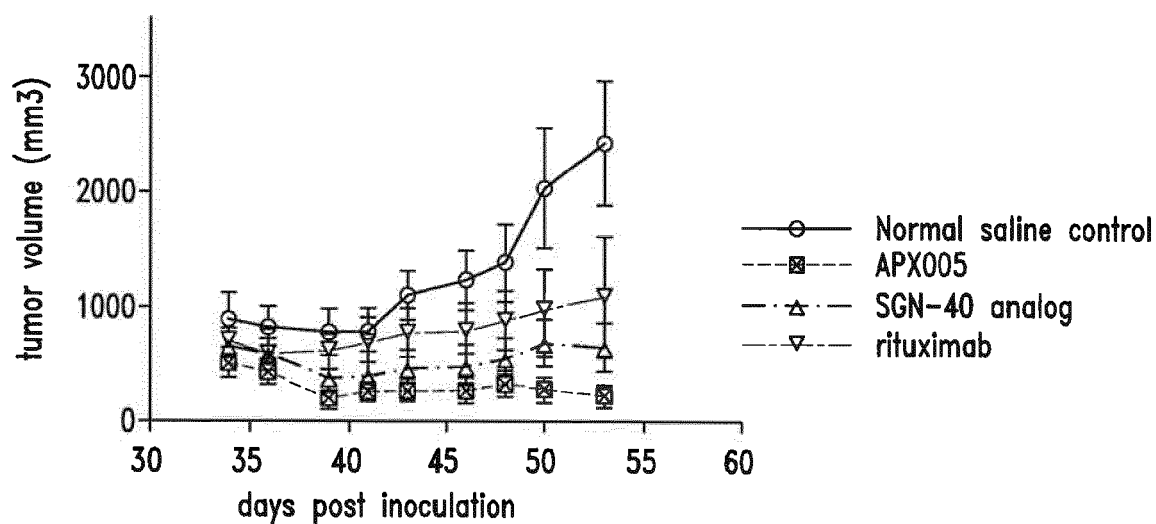 tumor volume (mm3)
3000
2000
1000
0
30 35 40 45 50 55 60
days post inoculation
Normal saline control
APX005
SGN-40 analog
rituximab